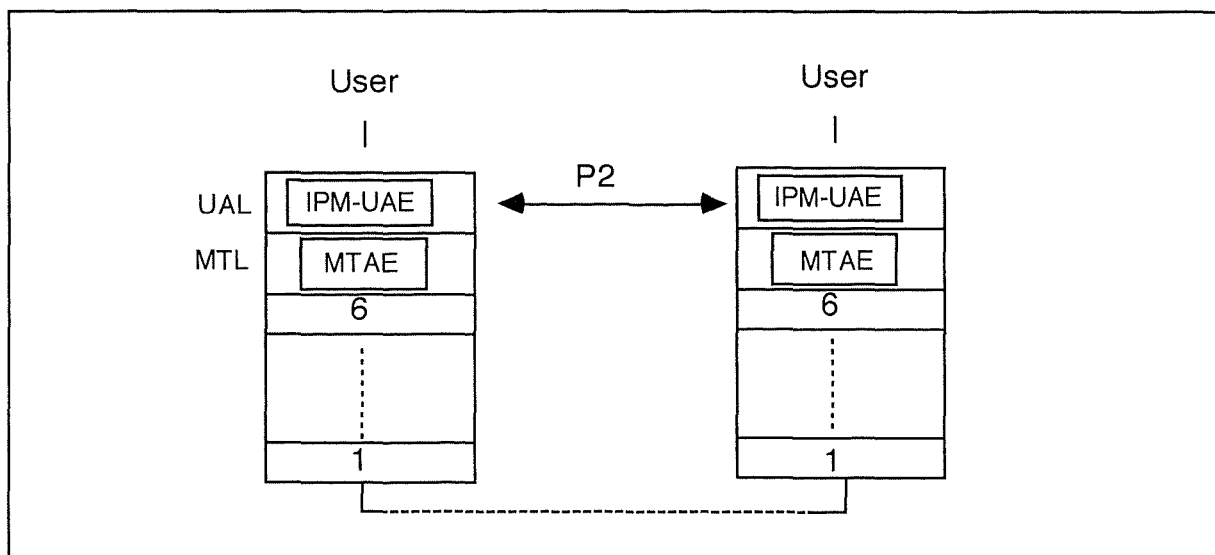 User User
P2
UAL IPM-UAE IPM-UAE
MTL MTAE MTAE
6 6
1 1